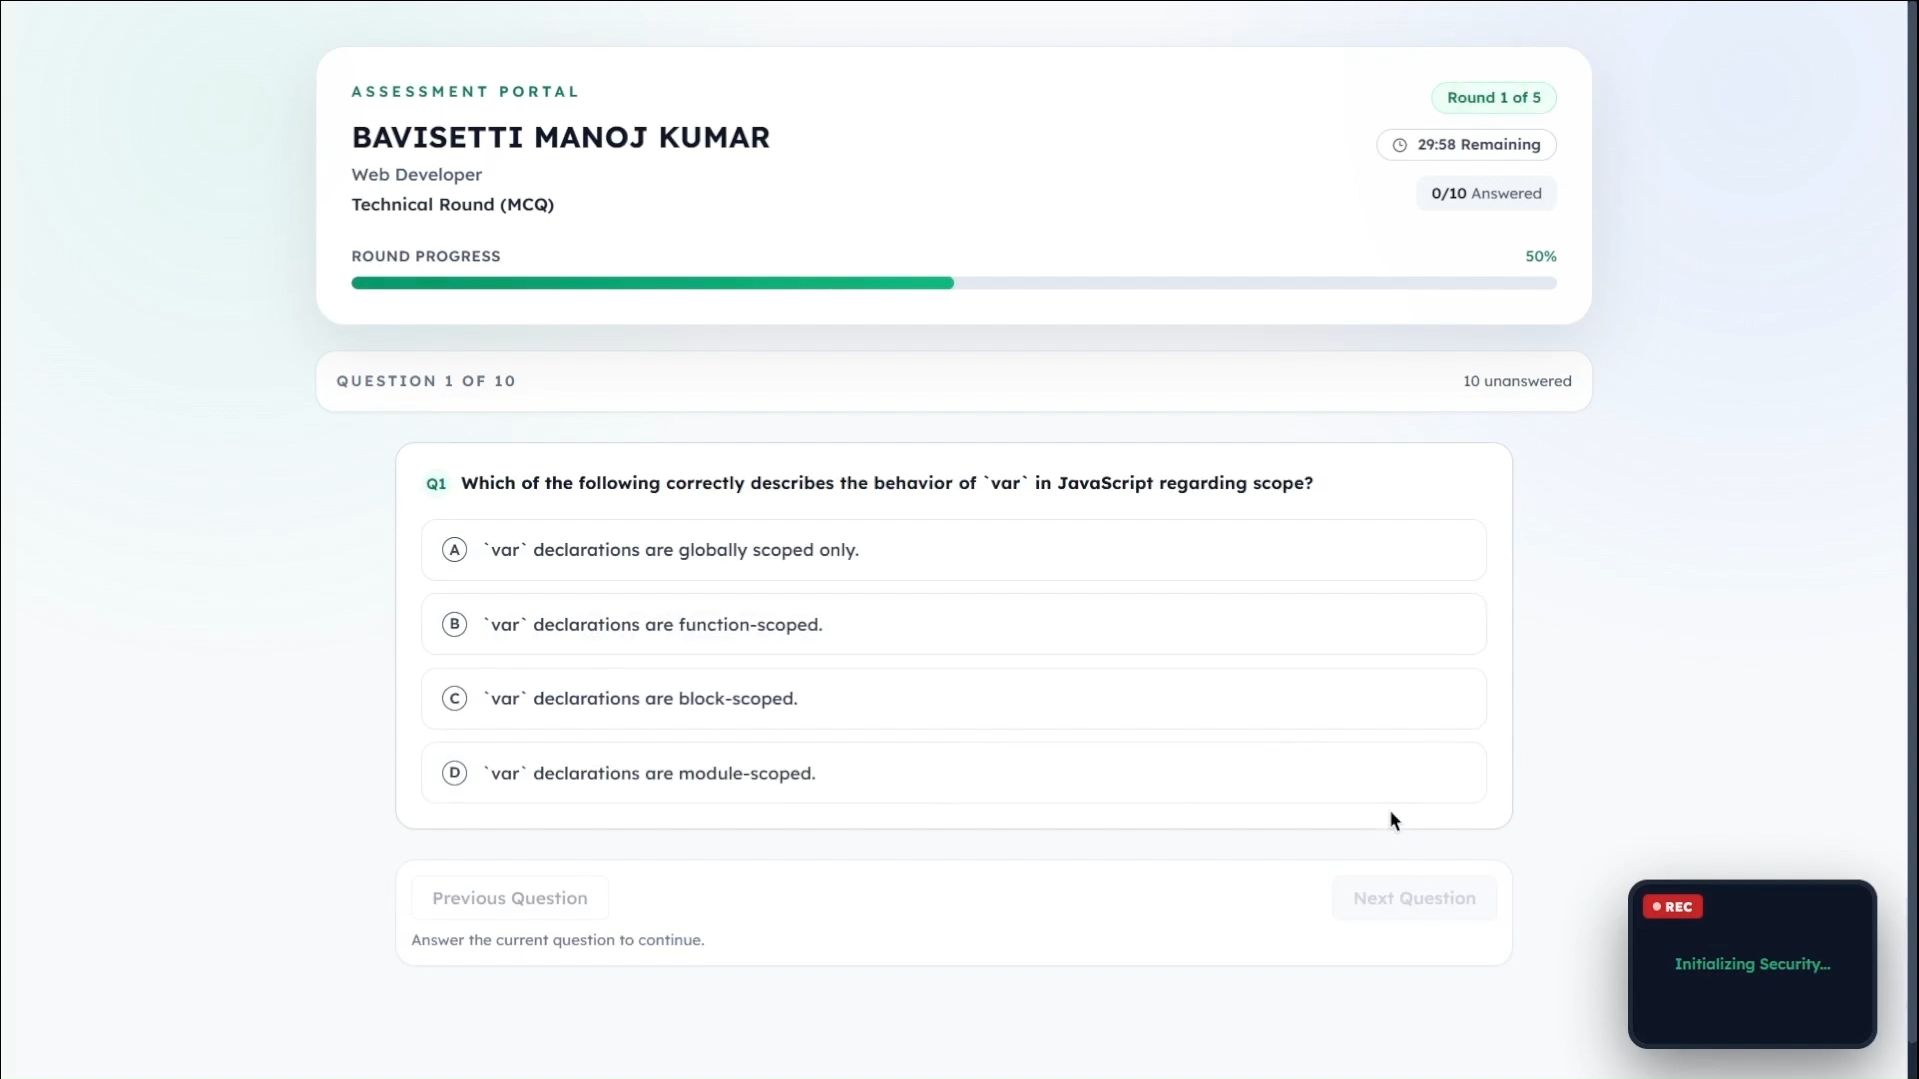 ASSESSMENT PORTAL
BAVISETTI MANOJ KUMAR
Web Developer
Technical Round (MCQ)
Round 1 of 5
29:58 Remaining
0/10 Answered
ROUND PROGRESS
50%
QUESTION 1 OF 10
10 unanswered
Q1 Which of the following correctly describes the behavior of `var` in JavaScript regarding scope?
A `var` declarations are globally scoped only.
B `var` declarations are function-scoped.
C `var` declarations are block-scoped.
D `var` declarations are module-scoped.
Previous Question
Next Question
Answer the current question to continue.
REC
Initializing Security...